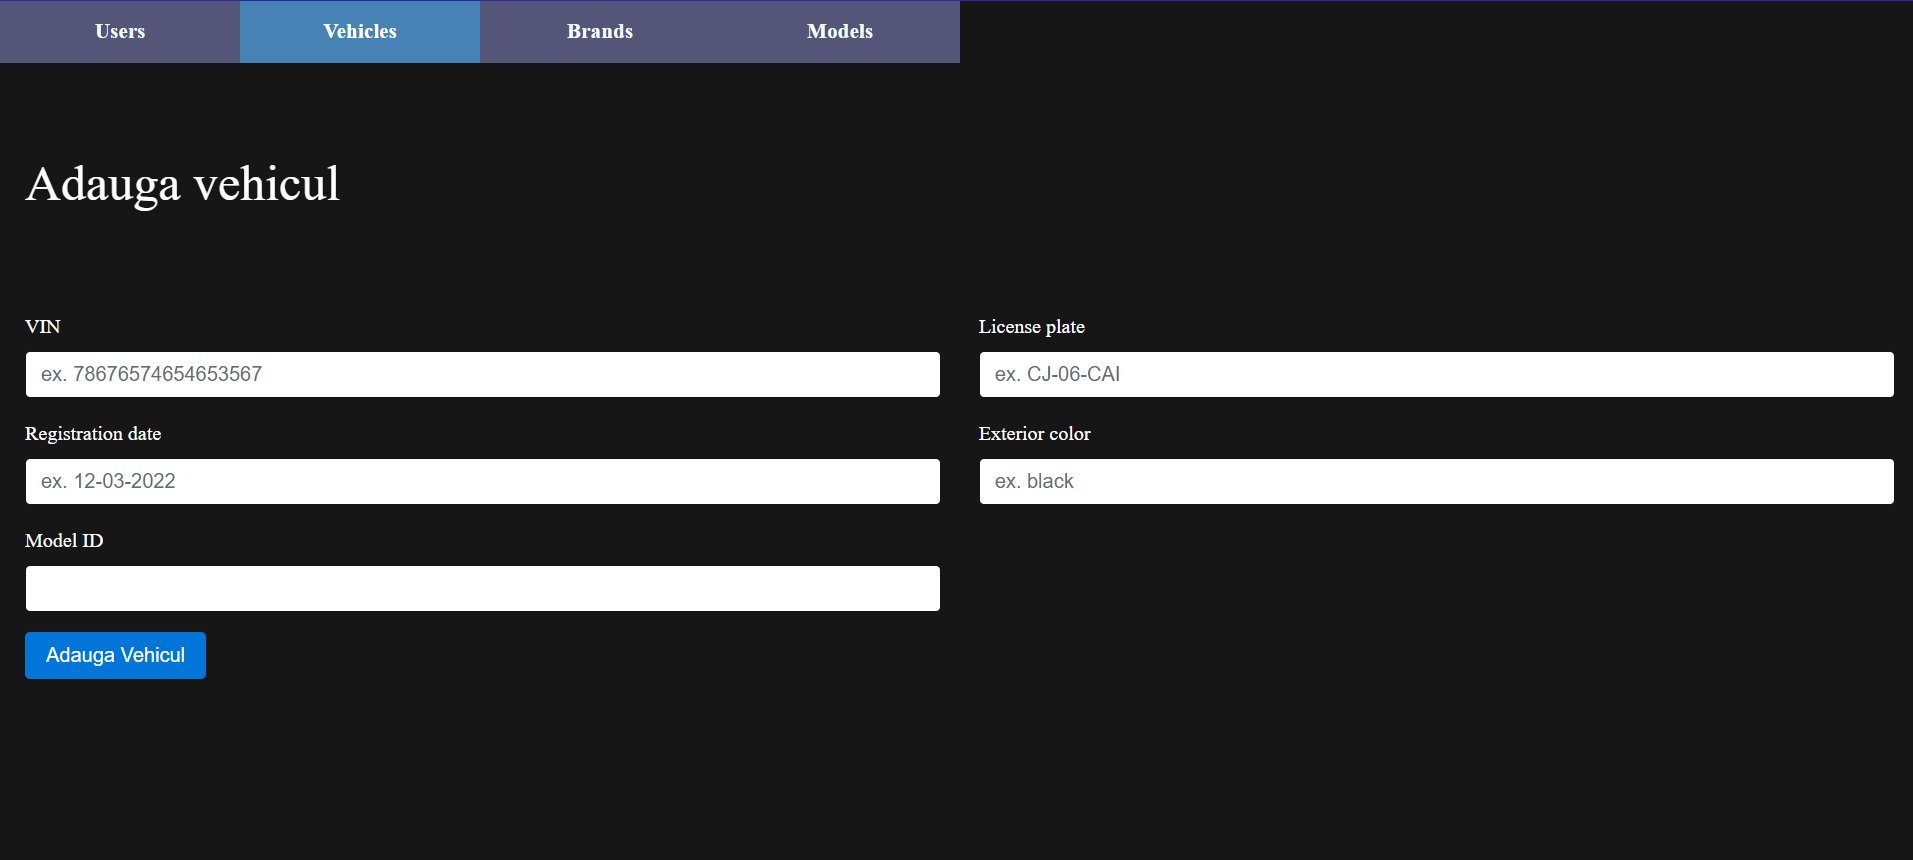 Users Vehicles Brands Models
Adauga vehicul
VIN License plate
ex. 78676574654653567 ex. CJ-06-CAI
Registration date Exterior color
ex. 12-03-2022 ex. black
Model ID
Adauga Vehicul